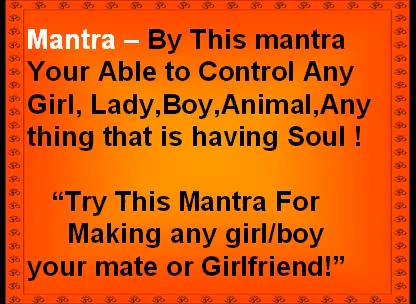 Mantra – By This mantra
Your Able to Control Any
Girl, Lady,Boy,Animal,Any
thing that is having Soul !
“Try This Mantra For
Making any girl/boy
your mate or Girlfriend!”